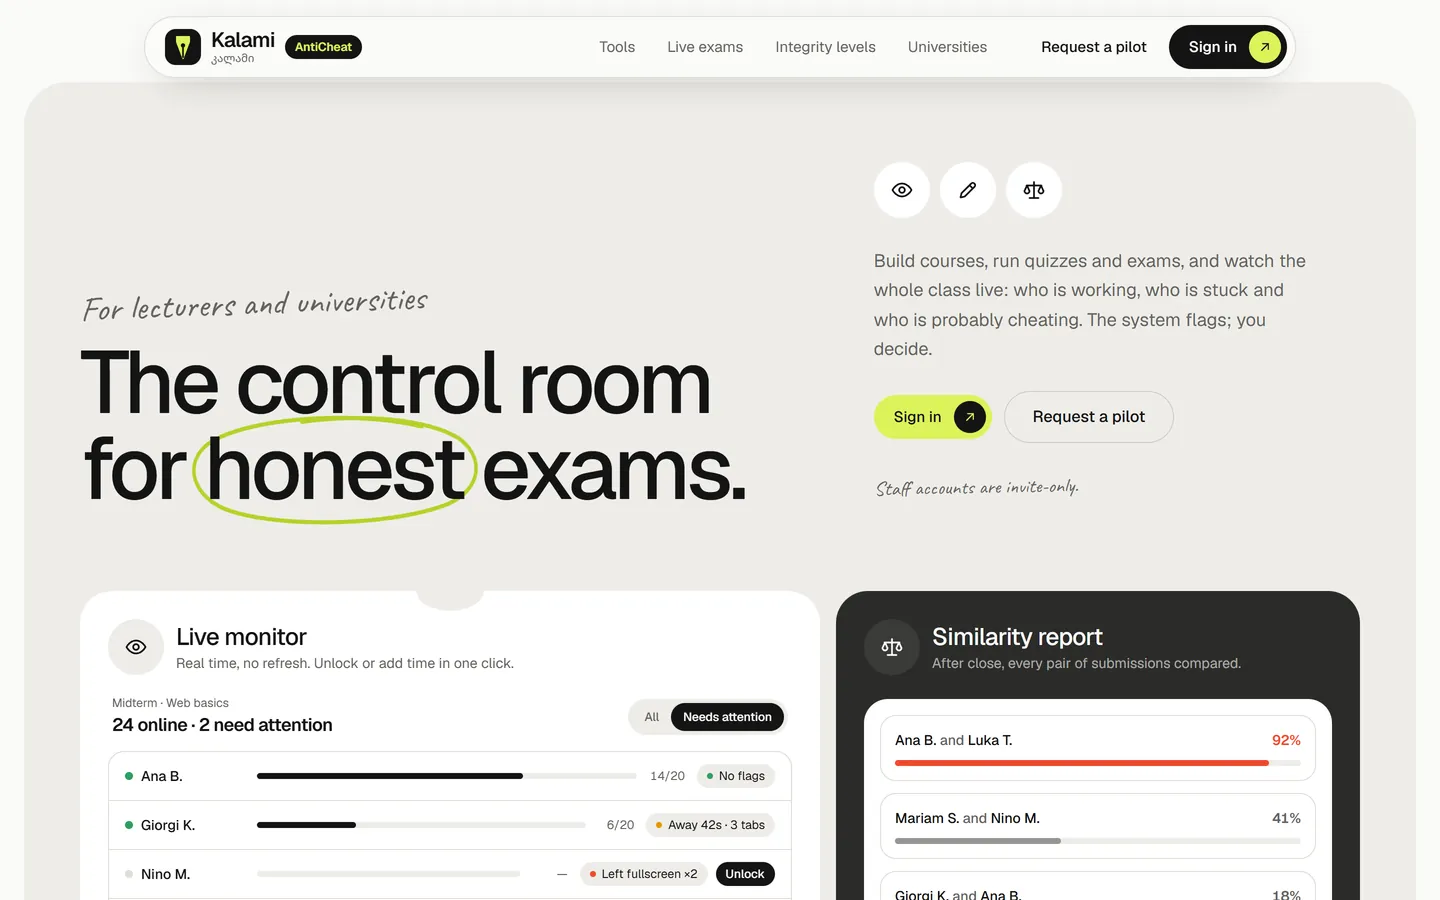 Kalami
კალამი
AntiCheat
Tools
Live exams
Integrity levels
Universities
Request a pilot
Sign in
For lecturers and universities
The control room
for honest exams.
Build courses, run quizzes and exams, and watch the
whole class live: who is working, who is stuck and
who is probably cheating. The system flags; you
decide.
Sign in
Request a pilot
Staff accounts are invite-only.
Live monitor
Real time, no refresh. Unlock or add time in one click.
Midterm · Web basics
24 online · 2 need attention
All
Needs attention
Ana B.
14/20
No flags
Giorgi K.
6/20
Away 42s · 3 tabs
Nino M.
—
Left fullscreen ×2
Unlock
Similarity report
After close, every pair of submissions compared.
Ana B. and Luka T.
92%
Mariam S. and Nino M.
41%
Giorgi K. and Ana B.
18%